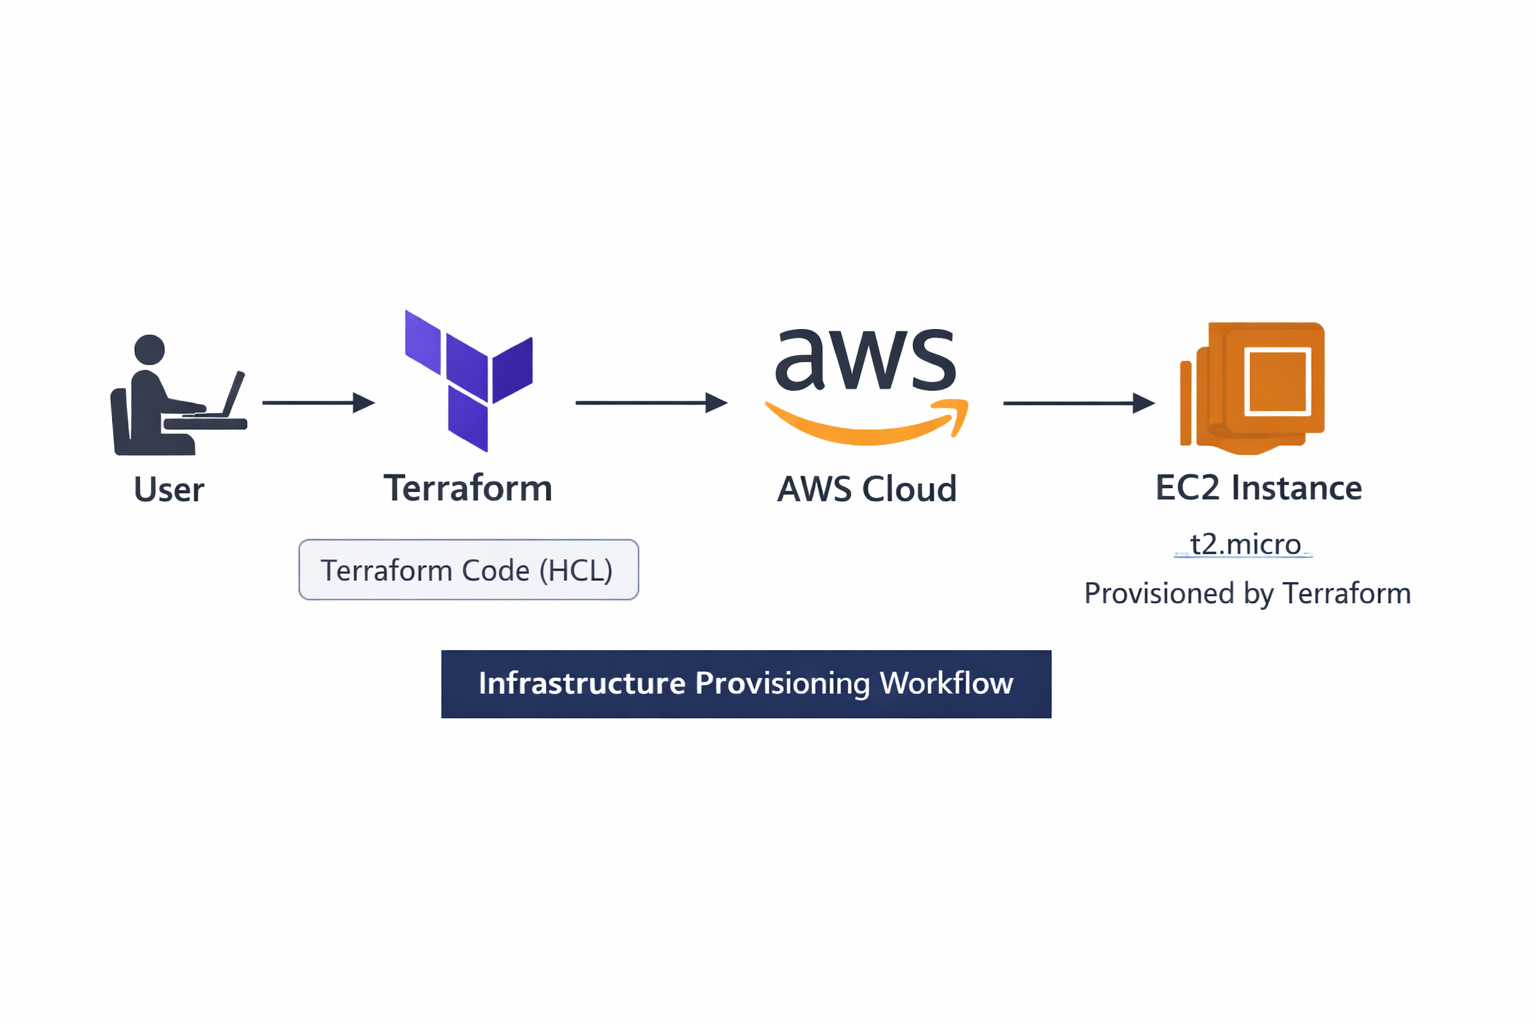 aws
User
Terraform
AWS Cloud
EC2 Instance
Terraform Code (HCL)
t2.micro
Provisioned by Terraform
Infrastructure Provisioning Workflow